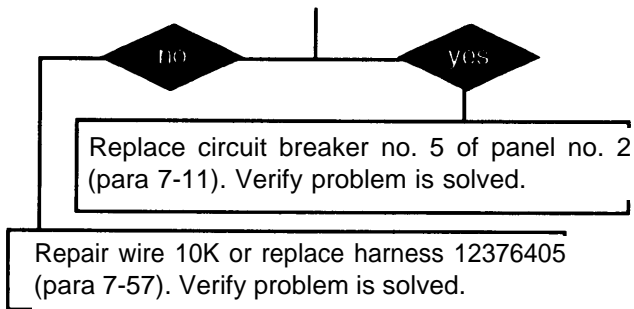 no yes
Replace circuit breaker no. 5 of panel no. 2
(para 7-11). Verify problem is solved.
Repair wire 10K or replace harness 12376405
(para 7-57). Verify problem is solved.